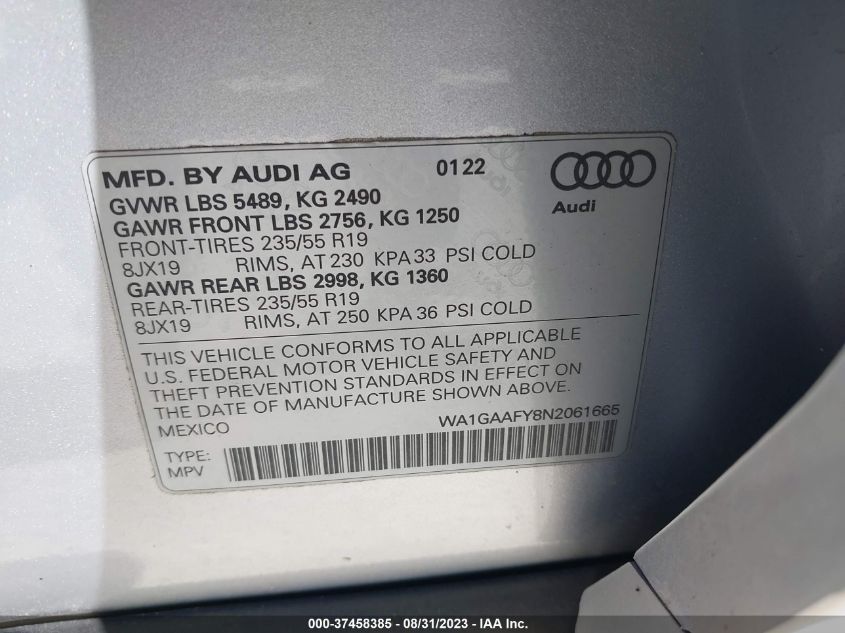 MFD. BY AUDI AG 0122
GVWR LBS 5489, KG 2490
GAWR FRONT LBS 2756, KG 1250
FRONT-TIRES 235/55 R19
8JX19 RIMS, AT 230 KPA 33 PSI COLD
GAWR REAR LBS 2998, KG 1360
REAR-TIRES 235/55 R19
8JX19 RIMS, AT 250 KPA 36 PSI COLD
Audi
THIS VEHICLE CONFORMS TO ALL APPLICABLE
U.S. FEDERAL MOTOR VEHICLE SAFETY AND
THEFT PREVENTION STANDARDS IN EFFECT ON
THE DATE OF MANUFACTURE SHOWN ABOVE.
MEXICO WA1GAAFY8N2061665
TYPE:
MPV
000-37458385 - 08/31/2023 - © IAA Inc.